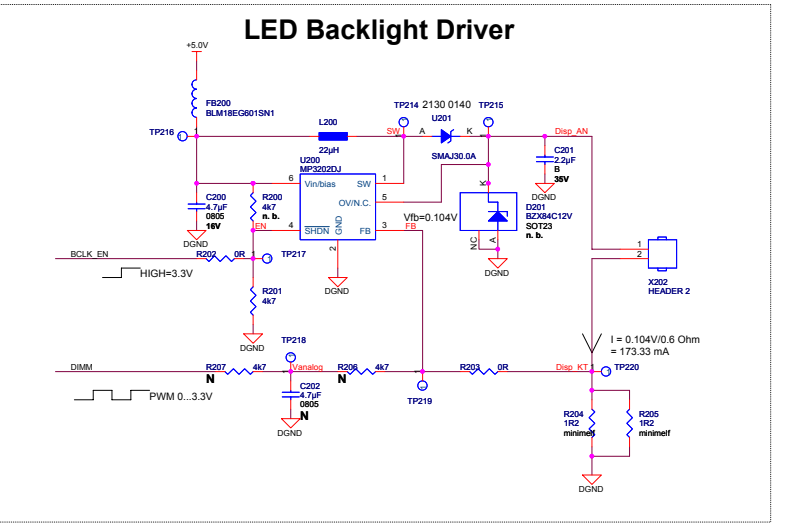 LED Backlight Driver
+5.0V
FB200
BLM18EG601SN1
TP216
L200
22µH
SW
TP214
2130 0140
TP215
A
U201
K
SMAJ30.0A
Disp_AN
C201
2.2µF
B
35V
DGND
U200
MP3202DJ
6
Vin/bias
SW
1
OV/N.C.
5
4
SHDN
GND
FB
3
2
DGND
C200
4.7µF
0805
16V
DGND
R200
4k7
n. b.
EN
Vfb=0.104V
FB
K
D201
BZX84C12V
SOT23
n. b.
NC
A
DGND
BCLK_EN
R202
0R
TP217
HIGH=3.3V
R201
4k7
DGND
1
2
X202
HEADER 2
I = 0.104V/0.6 Ohm
= 173.33 mA
DIMM
R207
4k7
N
TP218
Vanalog
R206
4k7
N
TP219
R203
0R
Disp_KT
TP220
PWM 0...3.3V
C202
4.7µF
0805
N
DGND
R204
1R2
minimelf
R205
1R2
minimelf
DGND